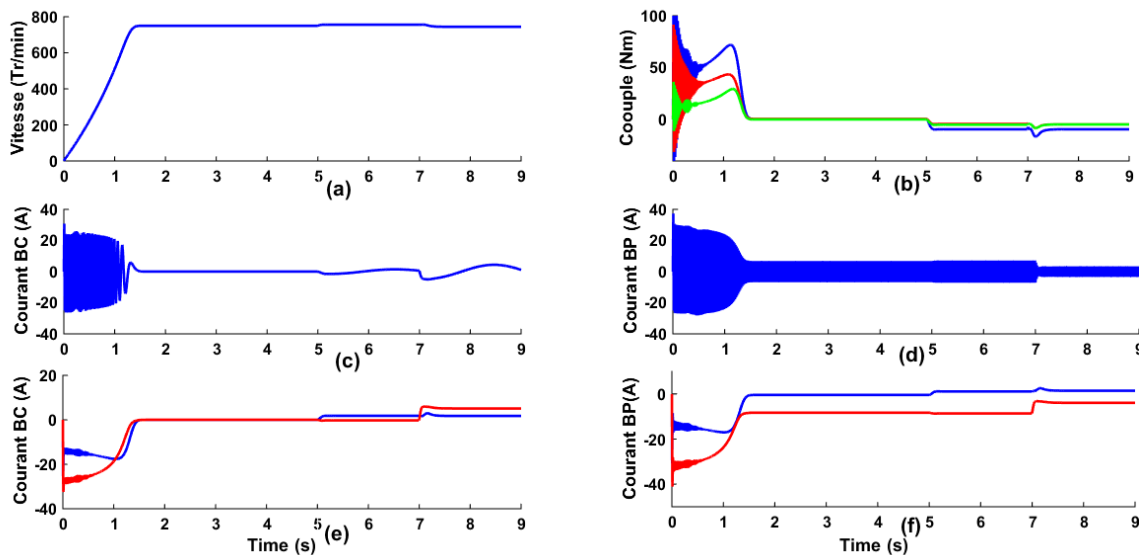 800
600
400
200
0
Vitesse (Tr/min)
0 1 2 3 4 5 6 7 8 9
(a)
100
50
0
Coouple (Nm)
0 1 2 3 4 5 6 7 8 9
(b)
40
20
0
-20
-40
Courant BC (A)
0 1 2 3 4 5 6 7 8 9
(c)
40
20
0
-20
-40
Courant BP (A)
0 1 2 3 4 5 6 7 8 9
(d)
20
0
-20
-40
Courant BC (A)
0 1 2 3 4 5 6 7 8 9
(e)
Time (s)
0
-20
-40
Courant BP(A)
0 1 2 3 4 5 6 7 8 9
(f)
Time (s)